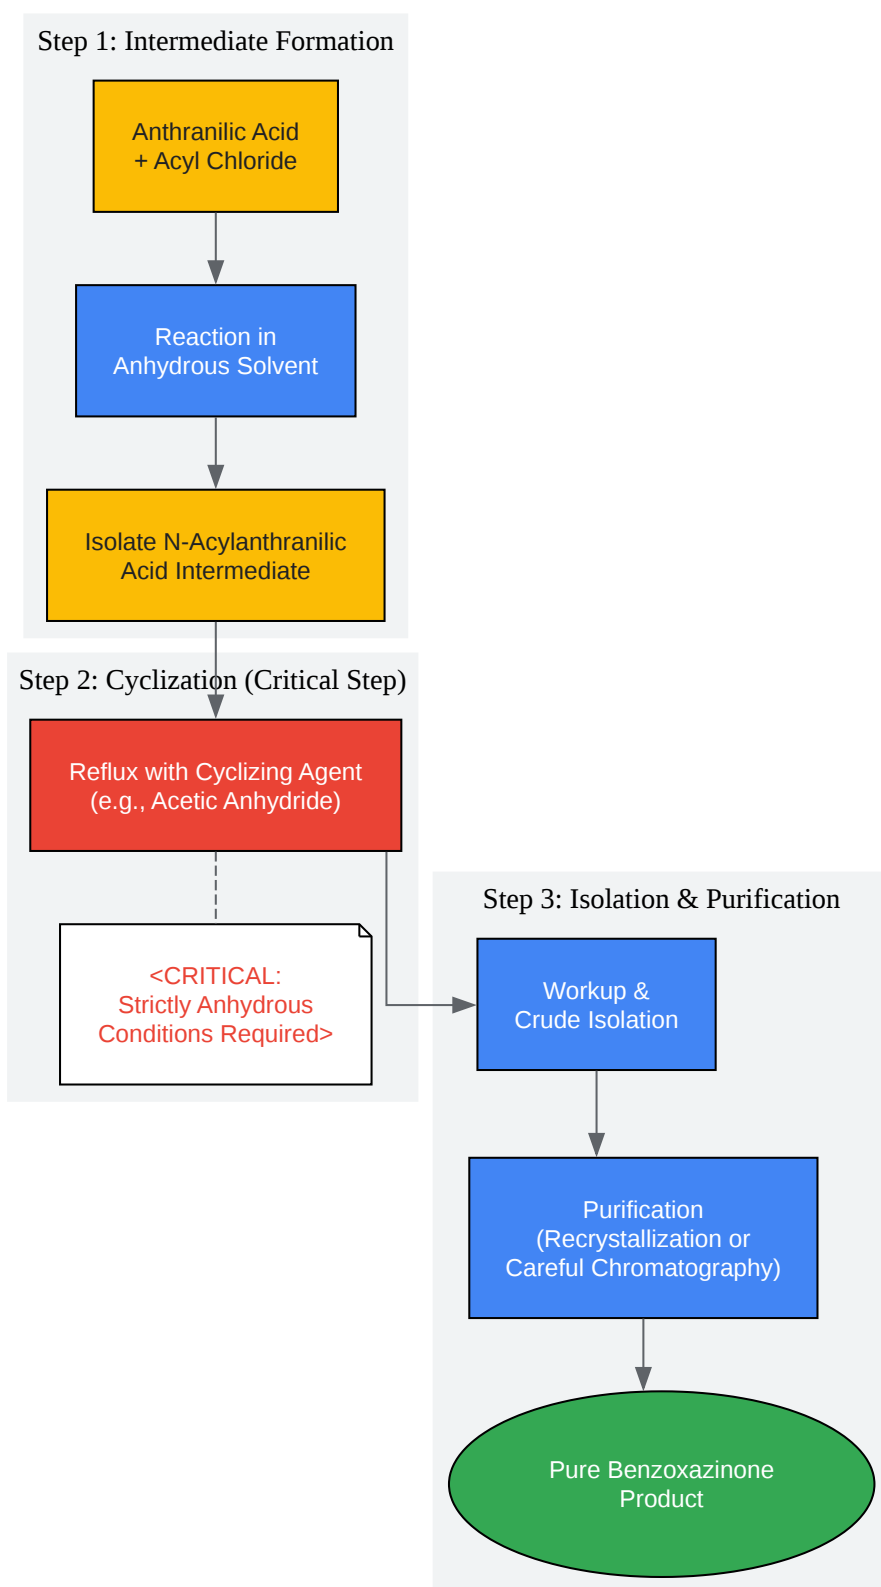 Step 1: Intermediate Formation
Anthranilic Acid
+ Acyl Chloride
Reaction in
Anhydrous Solvent
Isolate N-Acylanthranilic
Acid Intermediate
Step 2: Cyclization (Critical Step)
Reflux with Cyclizing Agent
(e.g., Acetic Anhydride)
<CRITICAL:
Strictly Anhydrous
Conditions Required>
Step 3: Isolation & Purification
Workup &
Crude Isolation
Purification
(Recrystallization or
Careful Chromatography)
Pure Benzoxazinone
Product